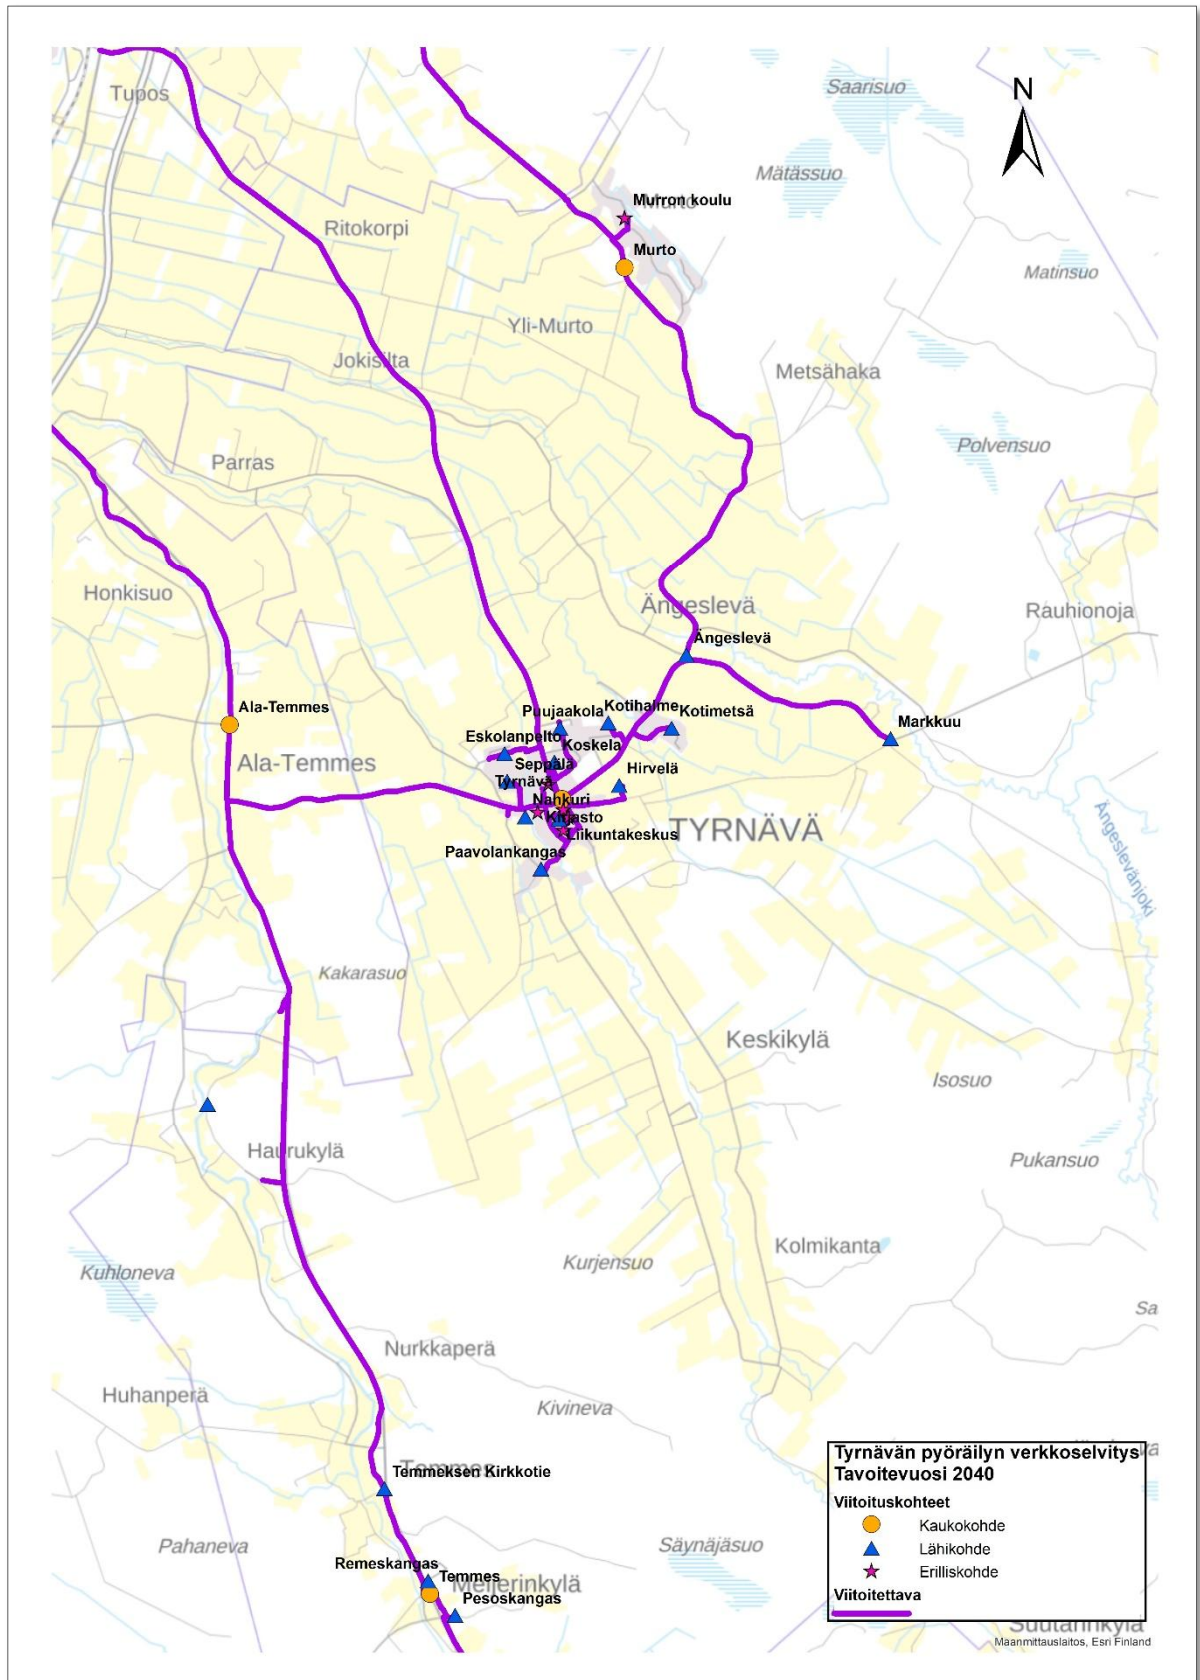 Tupos
Saarisuo
N
Mätässuo
Murron koulu
Ritokorpi
Murto
Matinsuo
Yli-Murto
Jokisilta
Metsähaka
Polvensuo
Parras
Honkisuo
Ängeslevä
Rauhionoja
Ängeslevä
Ala-Temmes
Puujaakola
Kotihalme
Kotimetsä
Markkuu
Eskolanpelto
Koskela
Ala-Temmes
Seppälä
Hirvelä
Tyrnävä
Nahkuri
Kirjasto
TYRNÄVÄ
Liikuntakeskus
Paavolankangas
Ängeslevänjoki
Kakarasuo
Keskikylä
Isosuo
Haurukylä
Pukansuo
Kolmikanta
Kurjensuo
Kuhloneva
Sa
Nurkkaperä
Huhanperä
Kivineva
Temmeksen Kirkkotie
Temmes
Pahaneva
Säynäjäsuo
Remeskangas
Temmes
Meijerinkylä
Pesoskangas
Tyrnävän pyöräilyn verkkoselvitys
Tavoitevuosi 2040
Viitoituskohteet
Kaukokohde
Lähikohde
Erilliskohde
Viitoitettava
Maanmittauslaitos, Esri Finland